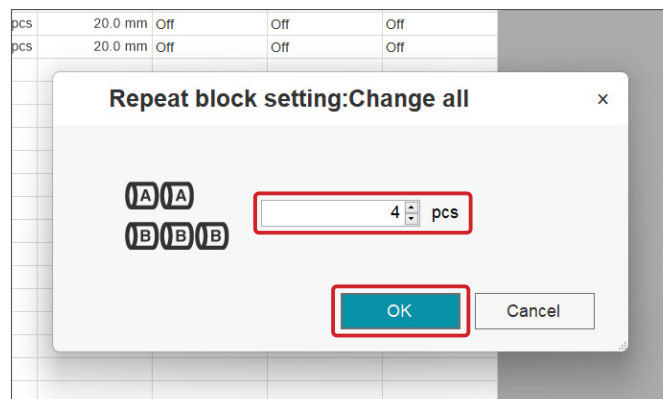 pcs 20.0 mm Off Off Off
pcs 20.0 mm Off Off Off
Repeat block setting:Change all ×
A A
B B B
4 pcs
OK Cancel